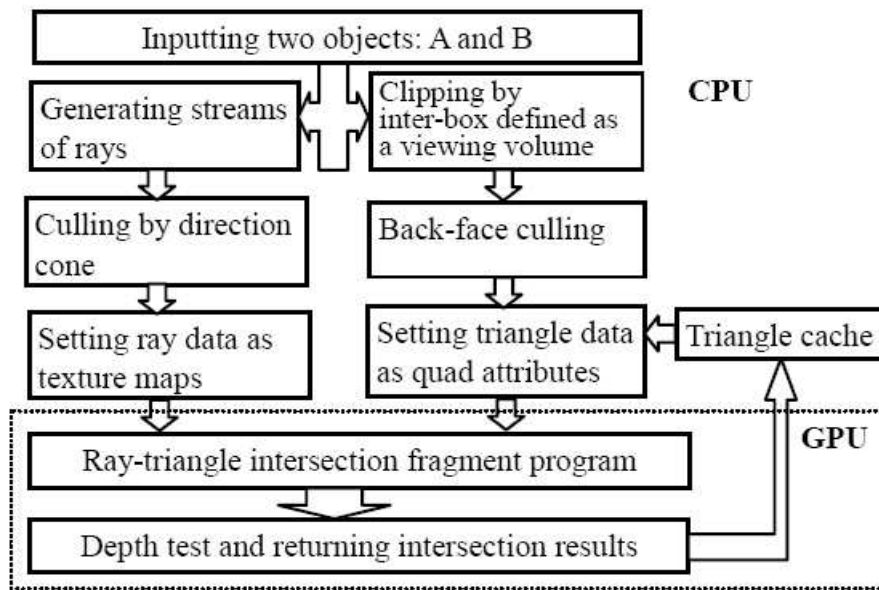 Inputting two objects: A and B
CPU
Generating streams
of rays
Clipping by
inter-box defined as
a viewing volume
Culling by direction
cone
Back-face culling
Setting ray data as
texture maps
Setting triangle data
as quad attributes
Triangle cache
GPU
Ray-triangle intersection fragment program
Depth test and returning intersection results